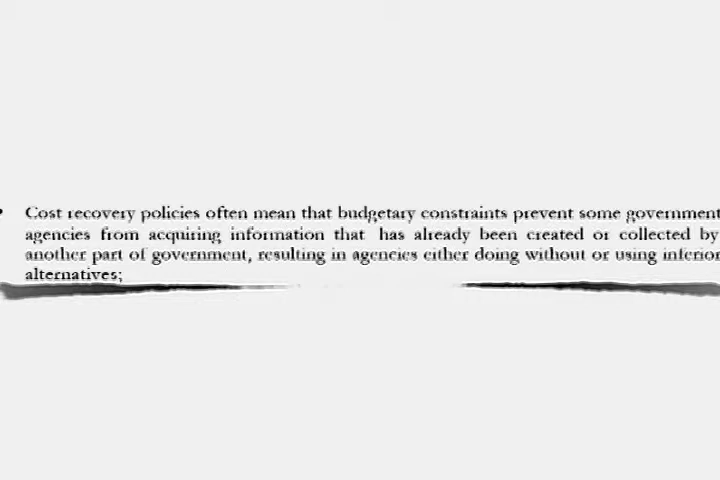 • Cost recovery policies often mean that budgetary constraints prevent some government
agencies from acquiring information that has already been created or collected by
another part of government, resulting in agencies either doing without or using inferior
alternatives;